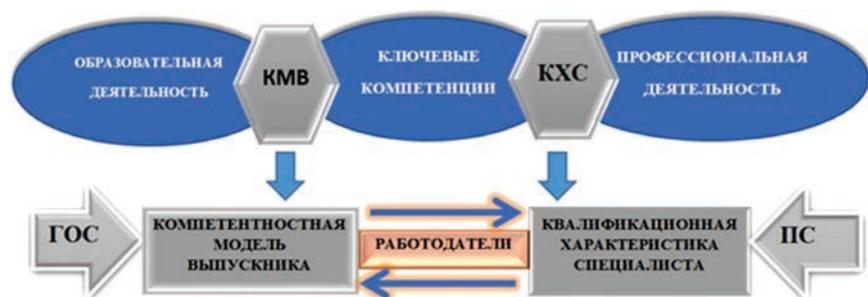 ОБРАЗОВАТЕЛЬНАЯ
ДЕЯТЕЛЬНОСТЬ
КМВ
КЛЮЧЕВЫЕ
КОМПЕТЕНЦИИ
КХС
ПРОФЕССИОНАЛЬНАЯ
ДЕЯТЕЛЬНОСТЬ
ГОС
КОМПЕТЕНТНОСТНАЯ
МОДЕЛЬ
ВЫПУСКНИКА
РАБОТОДАТЕЛИ
КВАЛИФИКАЦИОННАЯ
ХАРАКТЕРИСТИКА
СПЕЦИАЛИСТА
ПС